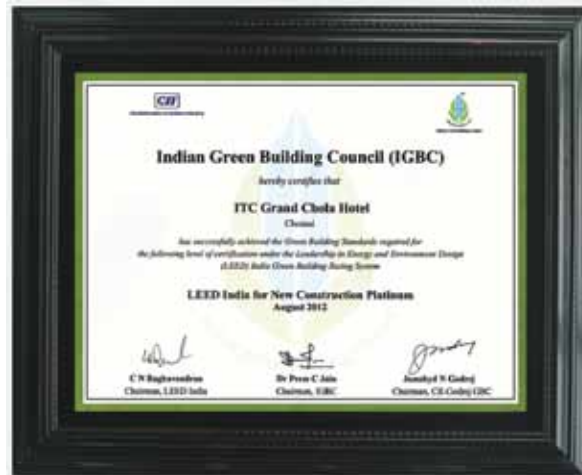 CII
Indian Green Building Council (IGBC)
hereby certifies that
ITC Grand Chola Hotel
Chennai
has successfully achieved the Green Building Standards required for
the following level of certification under the Leadership in Energy and Environment Design
(LEED) India Green Building Rating System
LEED India for New Construction Platinum
August 2012
C N Raghavendran
Dr Prem C Jain
Jamshyd N Godrej
Chairman, LEED India
Chairman, IGBC
Chairman, CII-Godrej GBC